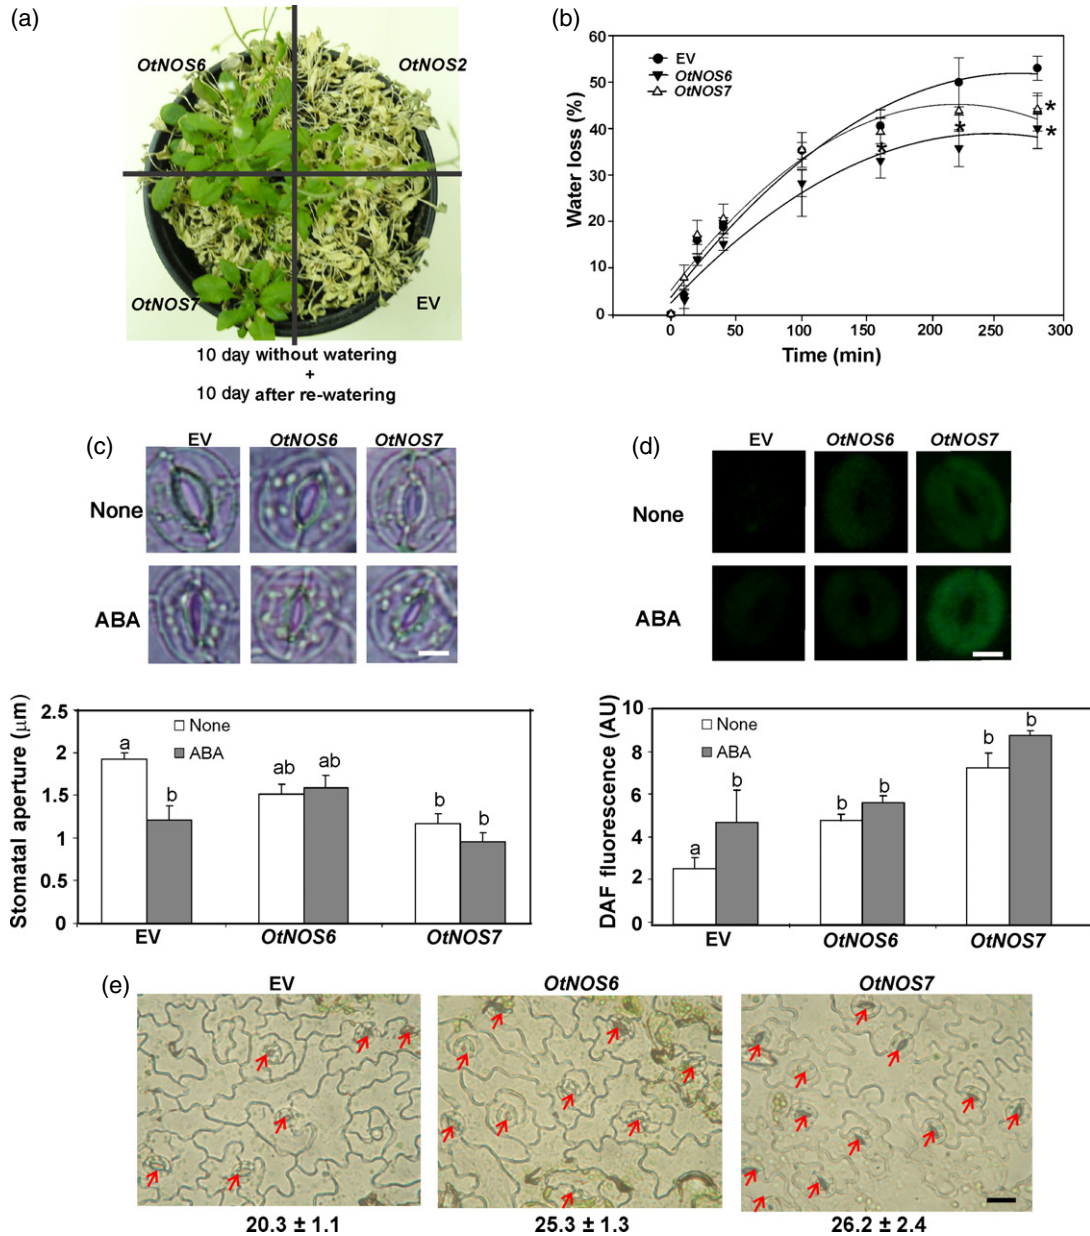 (a)
OtNOS6
OtNOS2
OtNOS7
EV
10 day without watering
+
10 day after re-watering
(b)
60
50
40
30
20
10
0
Water loss (%)
EV
OtNOS6
OtNOS7
*
*
*
*
0
50
100
150
200
250
300
Time (min)
(c)
EV
OtNOS6
OtNOS7
None
ABA
2.5
2
1.5
1
0.5
0
Stomatal aperture (μm)
None
ABA
a
b
ab
ab
b
b
EV
OtNOS6
OtNOS7
(d)
EV
OtNOS6
OtNOS7
None
ABA
10
8
6
4
2
0
DAF fluorescence (AU)
None
ABA
a
b
b
b
b
b
EV
OtNOS6
OtNOS7
(e)
EV
OtNOS6
OtNOS7
20.3 ± 1.1
25.3 ± 1.3
26.2 ± 2.4